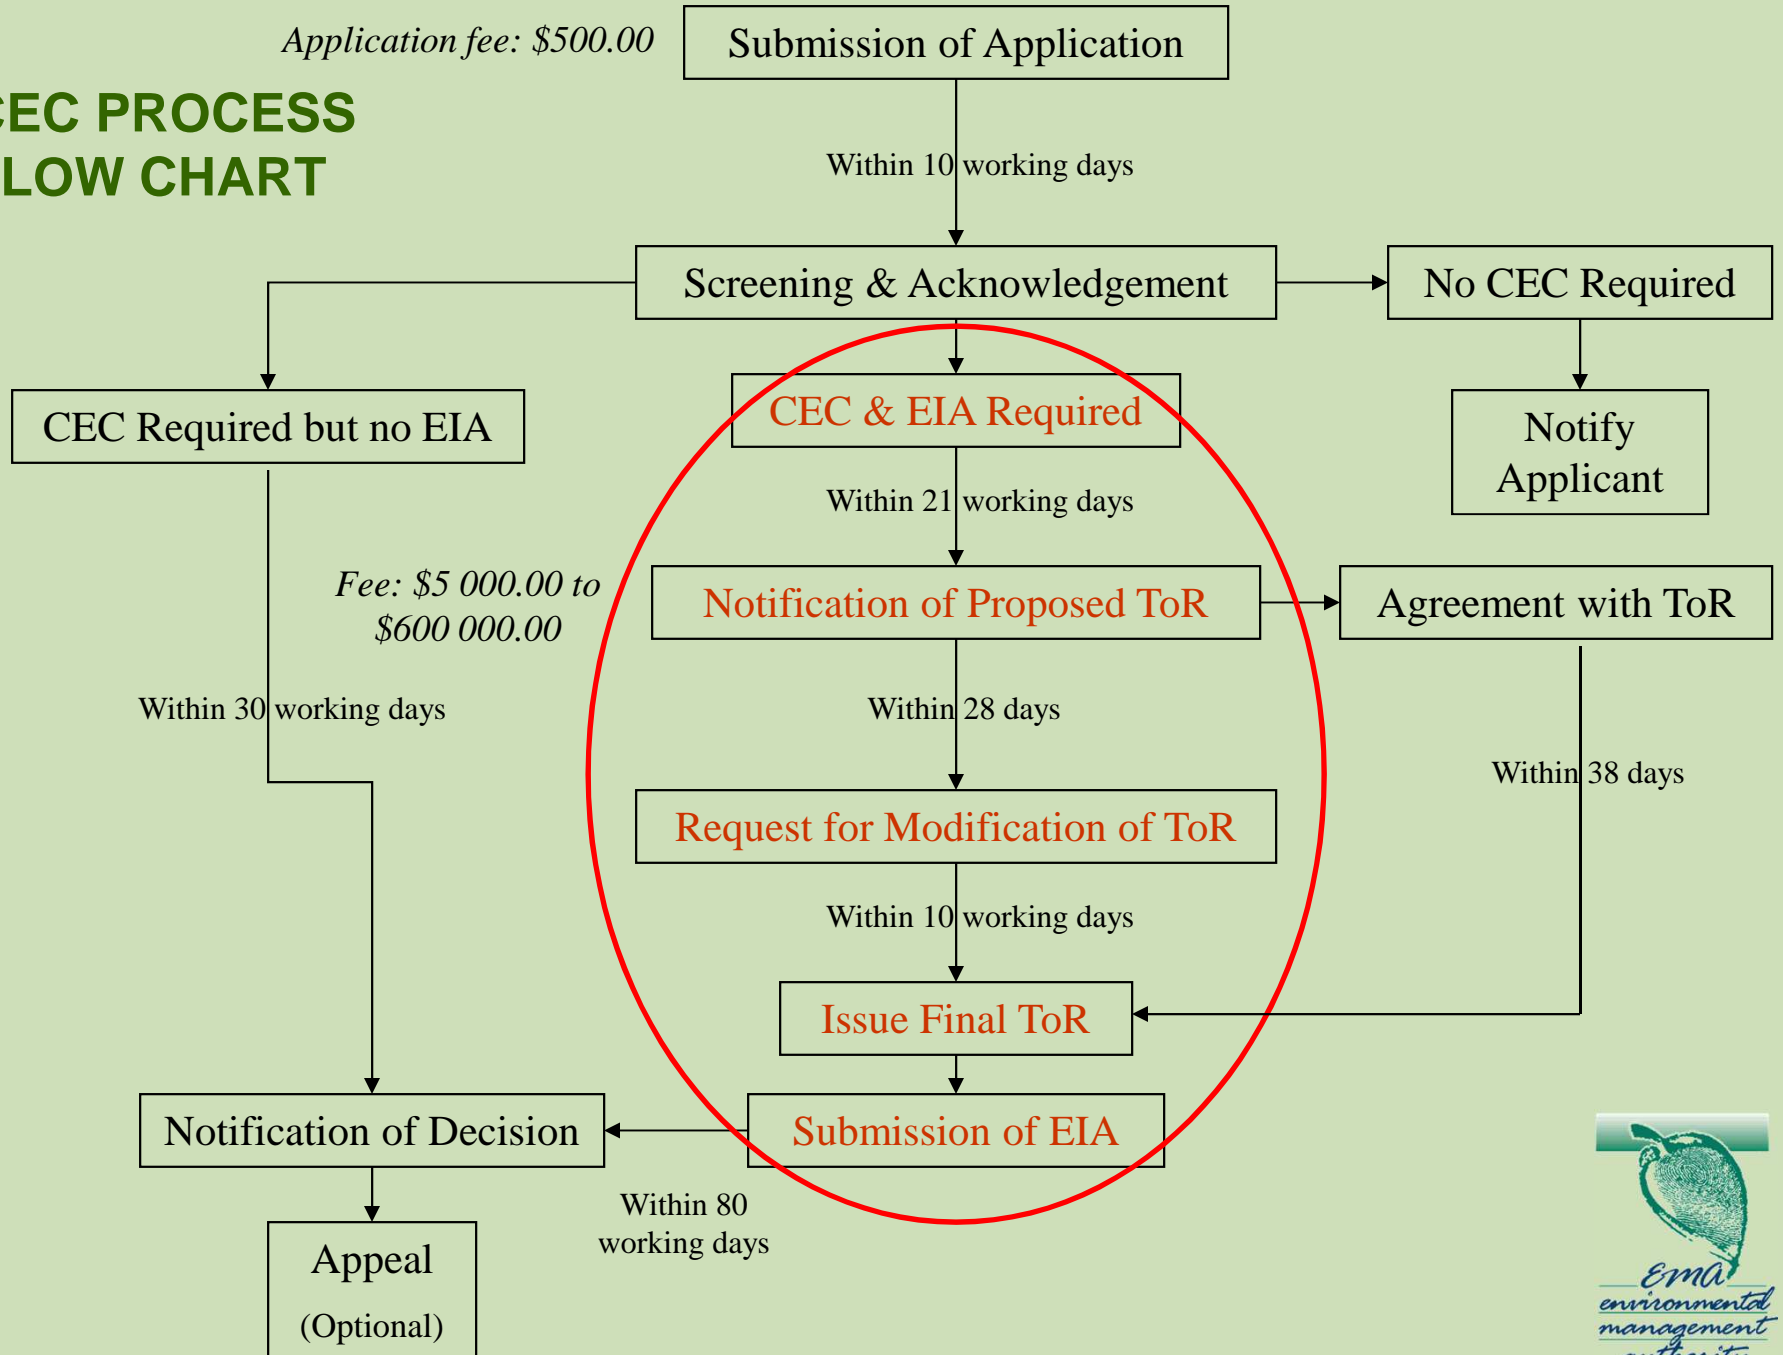 Application fee: $500.00
Submission of Application
CEC PROCESS
LOW CHART
Within 10 working days
Screening & Acknowledgement
No CEC Required
CEC Required but no EIA
CEC & EIA Required
Notify
Applicant
Within 21 working days
Fee: $5 000.00 to
$600 000.00
Notification of Proposed ToR
Agreement with ToR
Within 30 working days
Within 28 days
Within 38 days
Request for Modification of ToR
Within 10 working days
Issue Final ToR
Notification of Decision
Submission of EIA
Within 80
working days
Appeal
(Optional)
EMA
environmental
management
authority